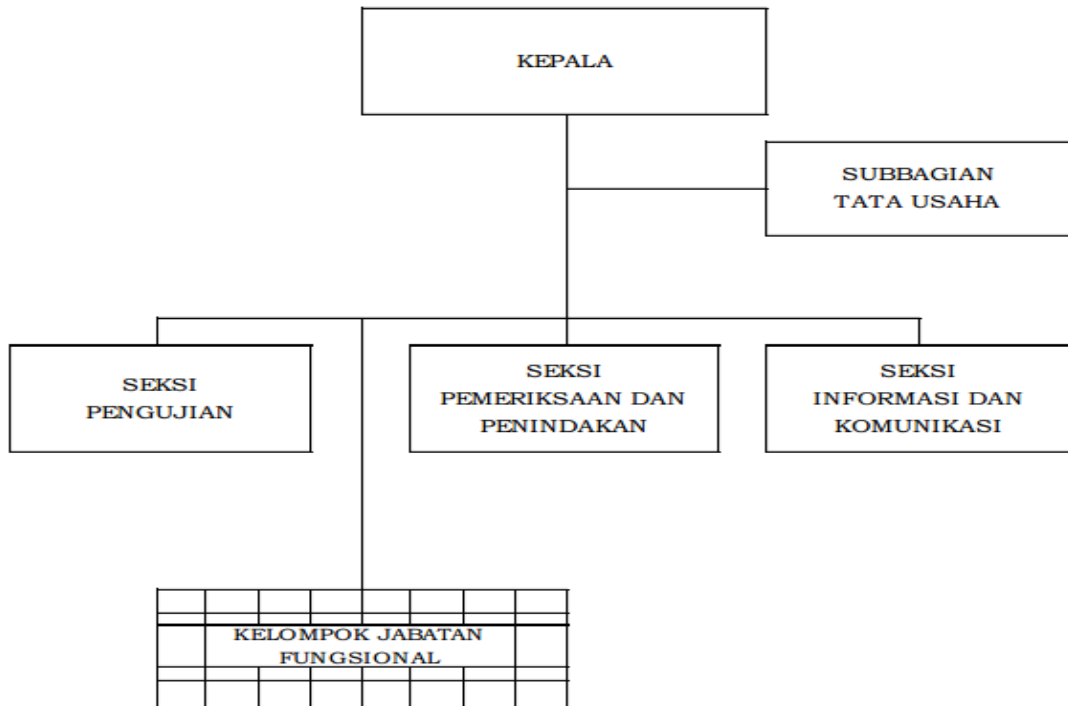 KEPALA
SUBBAGIAN
TATA USAHA
SEKSI
PENGUJIAN
SEKSI
PEMERIKSAAN DAN
PENINDAKAN
SEKSI
INFORMASI DAN
KOMUNIKASI
KELOMPOK JABATAN
FUNGSIONAL